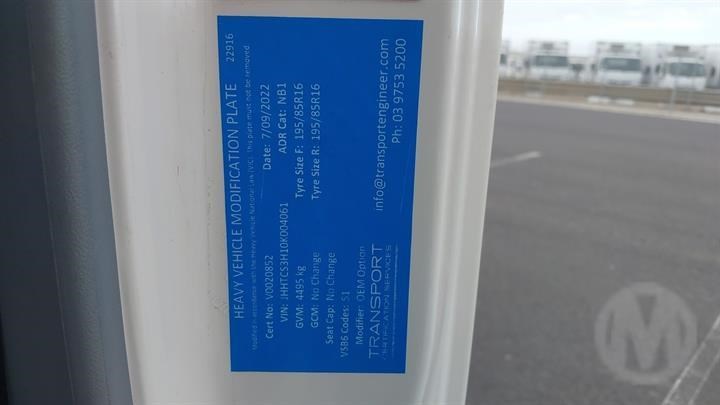 HEAVY VEHICLE MODIFICATION PLATE 22916
Modified in accordance with the Heavy Vehicle National Law (VIC). This plate must not be removed.
Cert No: V0020852 Date: 7/09/2022
VIN: JHHTCS3H10K004061 ADR Cat: NB1
GVM: 4495 kg Tyre Size F: 195/85R16
GCM: No Change Tyre Size R: 195/85R16
Seat Cap: No Change
VSB6 Codes: S1
Modifier: OEM Option
TRANSPORT info@transportengineer.com
CERTIFICATION SERVICES Ph: 03 9753 5200
M